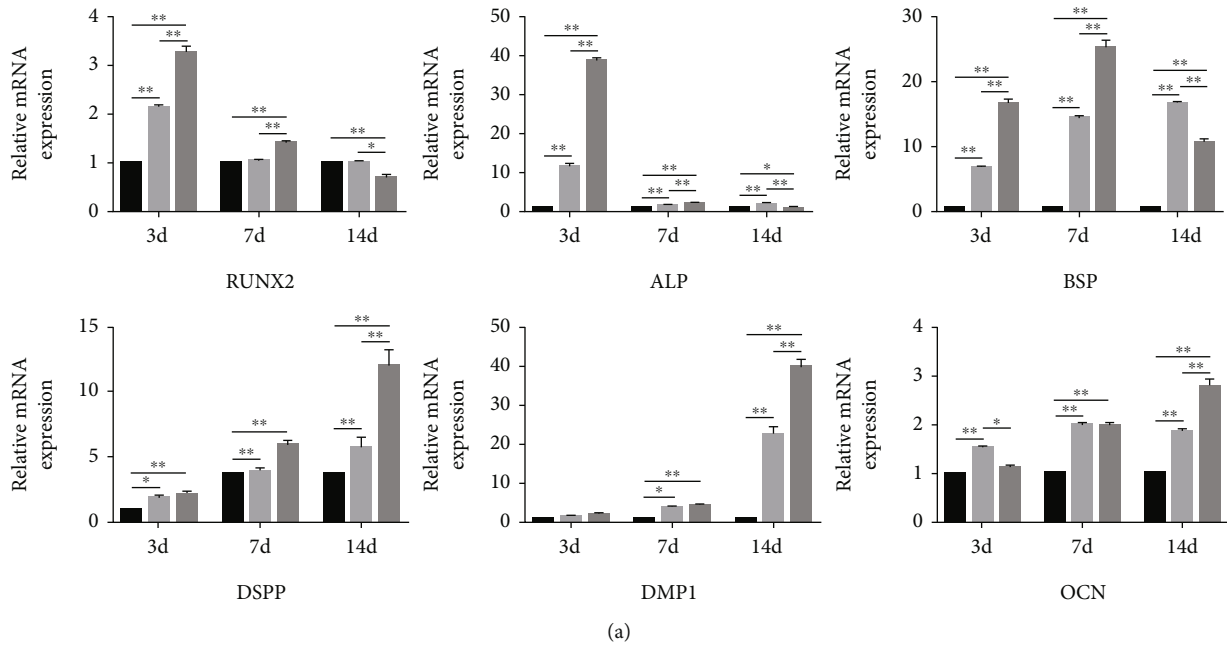 Relative mRNA
expression
4
3
2
1
0
**
**
**
**
**
**
*
3d 7d 14d
RUNX2
Relative mRNA
expression
50
40
30
20
10
0
**
**
**
**
** **
*
** **
3d 7d 14d
ALP
Relative mRNA
expression
30
20
10
0
**
**
**
**
**
**
**
** **
3d 7d 14d
BSP
Relative mRNA
expression
15
10
5
0
**
*
**
**
**
**
**
3d 7d 14d
DSPP
Relative mRNA
expression
50
40
30
20
10
0
**
*
**
**
**
3d 7d 14d
DMP1
Relative mRNA
expression
4
3
2
1
0
** *
**
**
**
**
**
3d 7d 14d
OCN
(a)